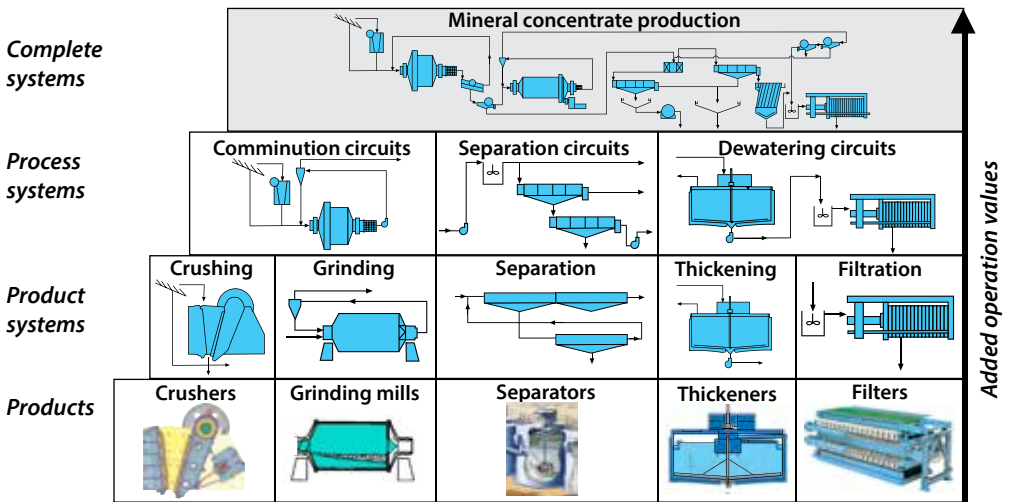 Mineral concentrate production
Complete
systems
Process
systems
Comminution circuits
Separation circuits
Dewatering circuits
Product
systems
Crushing
Grinding
Separation
Thickening
Filtration
Products
Crushers
Grinding mills
Separators
Thickeners
Filters
Added operation values